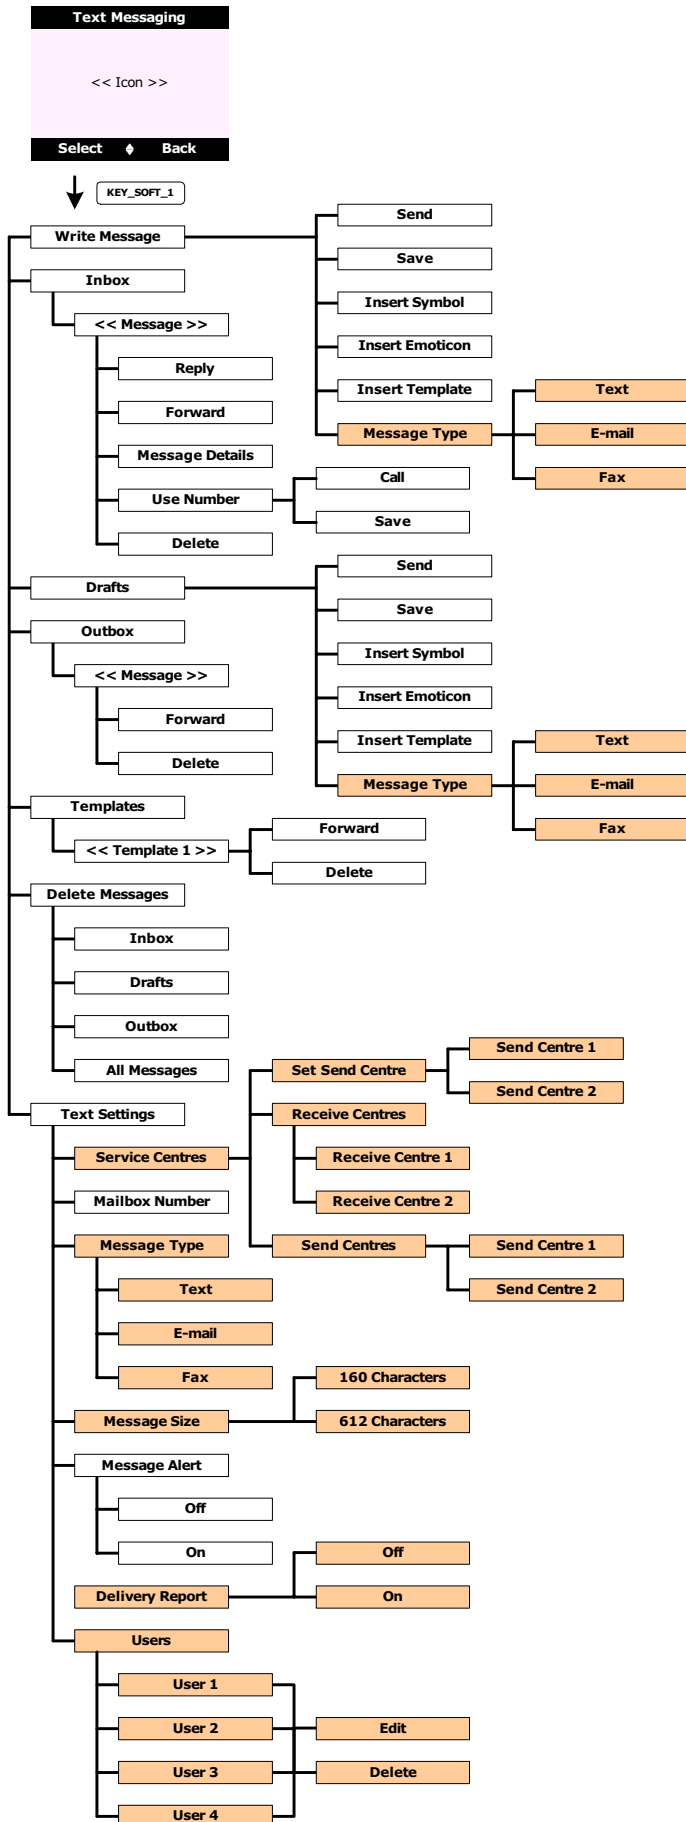 Text Messaging
<< Icon >>
Select Back
KEY_SOFT_1
Write Message
Send
Save
Insert Symbol
Insert Emoticon
Insert Template
Message Type
Text
E-mail
Fax
Inbox
<< Message >>
Reply
Forward
Message Details
Use Number
Call
Save
Delete
Drafts
Send
Save
Insert Symbol
Insert Emoticon
Insert Template
Message Type
Text
E-mail
Fax
Outbox
<< Message >>
Forward
Delete
Templates
<< Template 1 >>
Forward
Delete
Delete Messages
Inbox
Drafts
Outbox
All Messages
Text Settings
Service Centres
Set Send Centre
Send Centre 1
Send Centre 2
Receive Centres
Receive Centre 1
Receive Centre 2
Send Centres
Send Centre 1
Send Centre 2
Mailbox Number
Message Type
Text
E-mail
Fax
Message Size
160 Characters
612 Characters
Message Alert
Off
On
Delivery Report
Off
On
Users
User 1
User 2
User 3
User 4
Edit
Delete